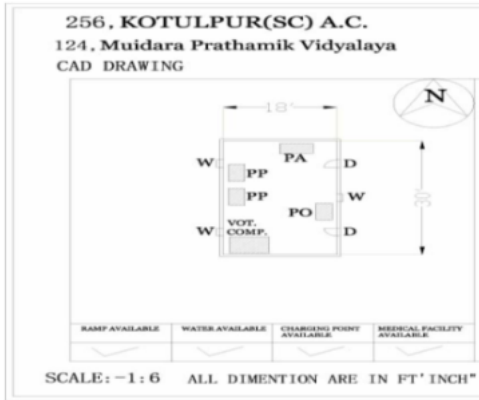 256, KOTULPUR(SC) A.C.
124, Muidara Prathamik Vidyalaya
CAD DRAWING
N
18'
W PA D
PP
PP W
PO
30'
W VOT. COMP. D
RAMP AVAILABLE WATER AVAILABLE CHARGING POINT AVAILABLE MEDICAL FACILITY AVAILABLE
SCALE:-1:6 ALL DIMENTION ARE IN FT'INCH"